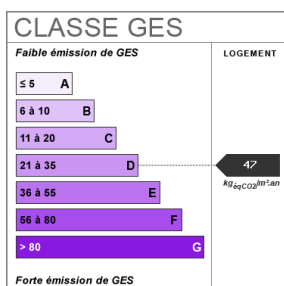 CLASSE GES
Faible émission de GES
LOGEMENT
≤ 5 A
6 à 10 B
11 à 20 C
21 à 35 D
47
kgéqCO2/m².an
36 à 55 E
56 à 80 F
> 80 G
Forte émission de GES